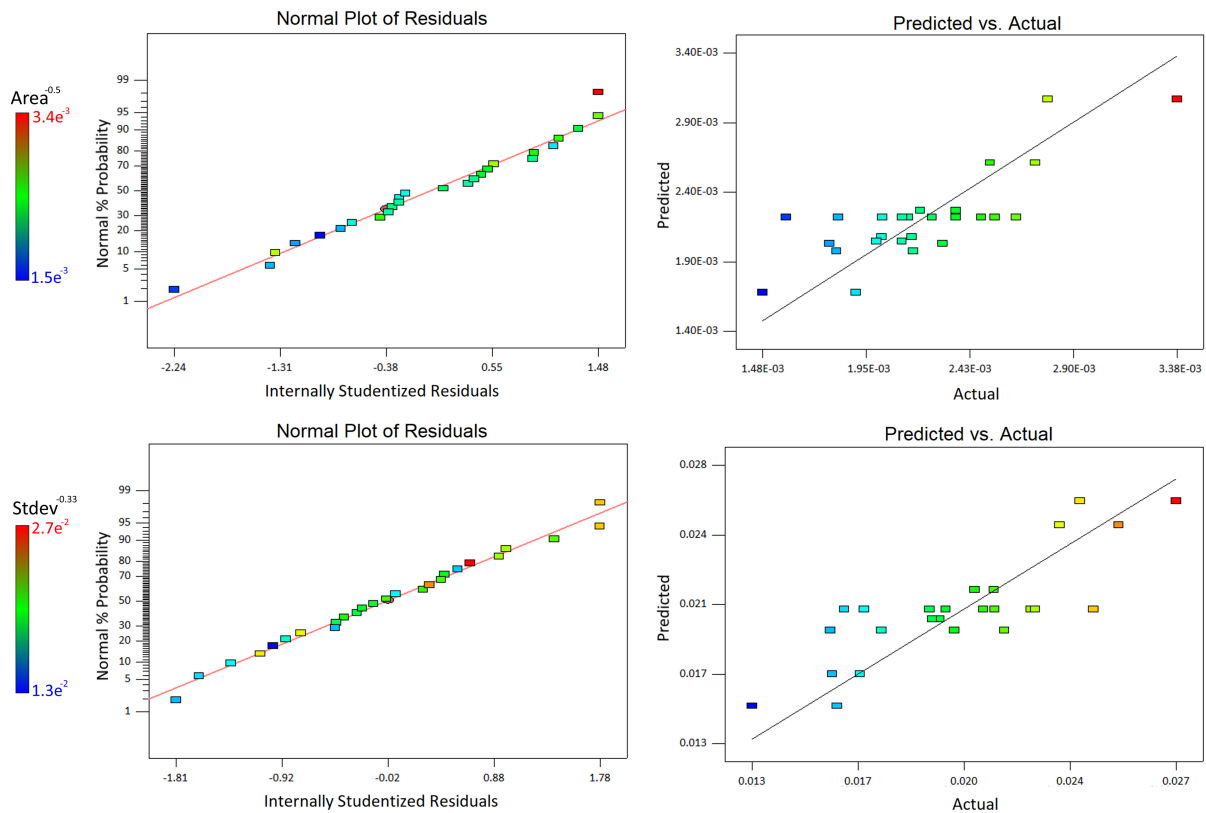 Normal Plot of Residuals
Area^-0.5
3.4e^-3
1.5e^-3
Normal % Probability
99
95
90
80
70
50
30
20
10
5
1
-2.24 -1.31 -0.38 0.55 1.48
Internally Studentized Residuals
Predicted vs. Actual
Predicted
3.40E-03
2.90E-03
2.40E-03
1.90E-03
1.40E-03
1.48E-03 1.95E-03 2.43E-03 2.90E-03 3.38E-03
Actual
Normal Plot of Residuals
Stdev^-0.33
2.7e^-2
1.3e^-2
Normal % Probability
99
95
90
80
70
50
30
20
10
5
1
-1.81 -0.92 -0.02 0.88 1.78
Internally Studentized Residuals
Predicted vs. Actual
Predicted
0.028
0.024
0.021
0.017
0.013
0.013 0.017 0.020 0.024 0.027
Actual